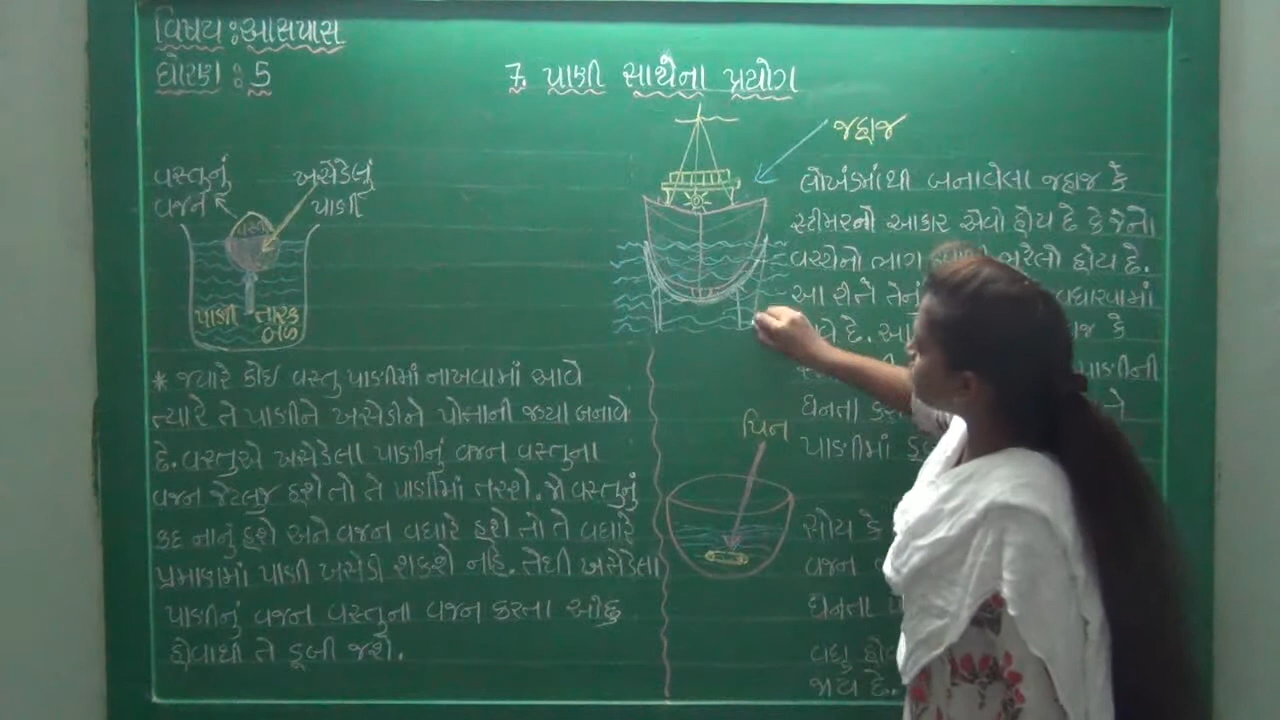 વિષય:આસપાસ
ધોરણ : 5
7. પાણી સાથેના પ્રયોગ
વસ્તુનું
વજન
ખસેડેલું
પાણી
વસ્તુ
પાણી
તારક
બળ
* જ્યારે કોઇ વસ્તુ પાણીમાં નાખવામાં આવે
ત્યારે તે પાણીને ખસેડીને પોતાની જગ્યા બનાવે
છે. વસ્તુએ ખસેડેલા પાણીનું વજન વસ્તુના
વજન જેટલુજ હશે તો તે પાણીમાં તરશે. જો વસ્તુનું
કદ નાનુ હશે અને વજન વધારે હશે તો તે વધારે
પ્રમાણમાં પાણી ખસેડી શકશે નહિ. તેથી ખસેડેલા
પાણીનું વજન વસ્તુના વજન કરતા ઓછુ
હોવાથી તે ડૂબી જશે.
જહાજ
લોખંડમાંથી બનાવેલા જહાજ કે
સ્ટીમરનો આકાર એવો હોય છે કે જેનો
વચ્ચેનો ભાગ ભરેલો હોય છે.
આ રીતે વધારવામાં
છે. કે
પાણીની
ઘનતા
પાણીમાં
પિન
સોય કે
વજન
ઘનતા
વધુ
જાય છે.